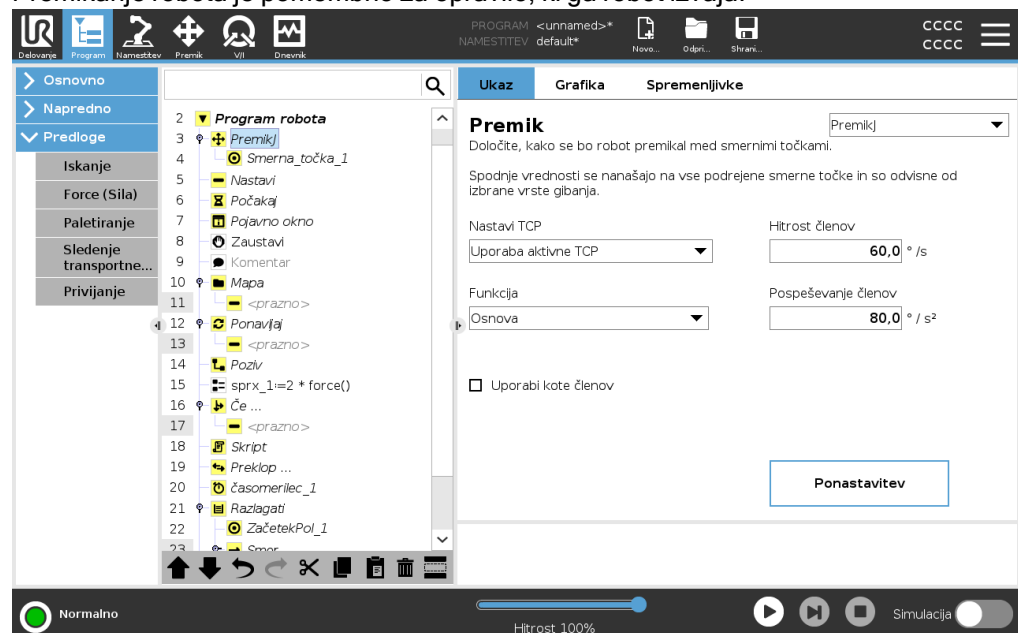 Premikanje robota je pomembno za opravilo, ki ga robot izvaja.
UR
Delovanje
Program
Namestitev
Premik
V/I
Dnevnik
PROGRAM <unnamed>*
NAMESTITEV default*
Novo...
Odpri...
Shrani...
CCCC
CCCC
Osnovno
Napredno
Predloge
Iskanje
Force (Sila)
Paletiranje
Sledenje
transportne...
Privijanje
2 Program robota
3 PremikJ
4 Smerna_točka_1
5 Nastavi
6 Počakaj
7 Pojavno okno
8 Zaustavi
9 Komentar
10 Mapa
11 <prazno>
12 Ponavljaj
13 <prazno>
14 Poziv
15 sprx_1:=2 * force()
16 Če ...
17 <prazno>
18 Skript
19 Preklop ...
20 časomerilec_1
21 Razlagati
22 ZačetekPol_1
23 Smer
Ukaz
Grafika
Spremenljivke
Premik
PremikJ
Določite, kako se bo robot premikal med smernimi točkami.
Spodnje vrednosti se nanašajo na vse podrejene smerne točke in so odvisne od
izbrane vrste gibanja.
Nastavi TCP
Hitrost členov
Uporaba aktivne TCP
60,0 ° /s
Funkcija
Pospeševanje členov
Osnova
80,0 ° / s²
Uporabi kote členov
Ponastavitev
Normalno
Hitrost 100%
Simulacija